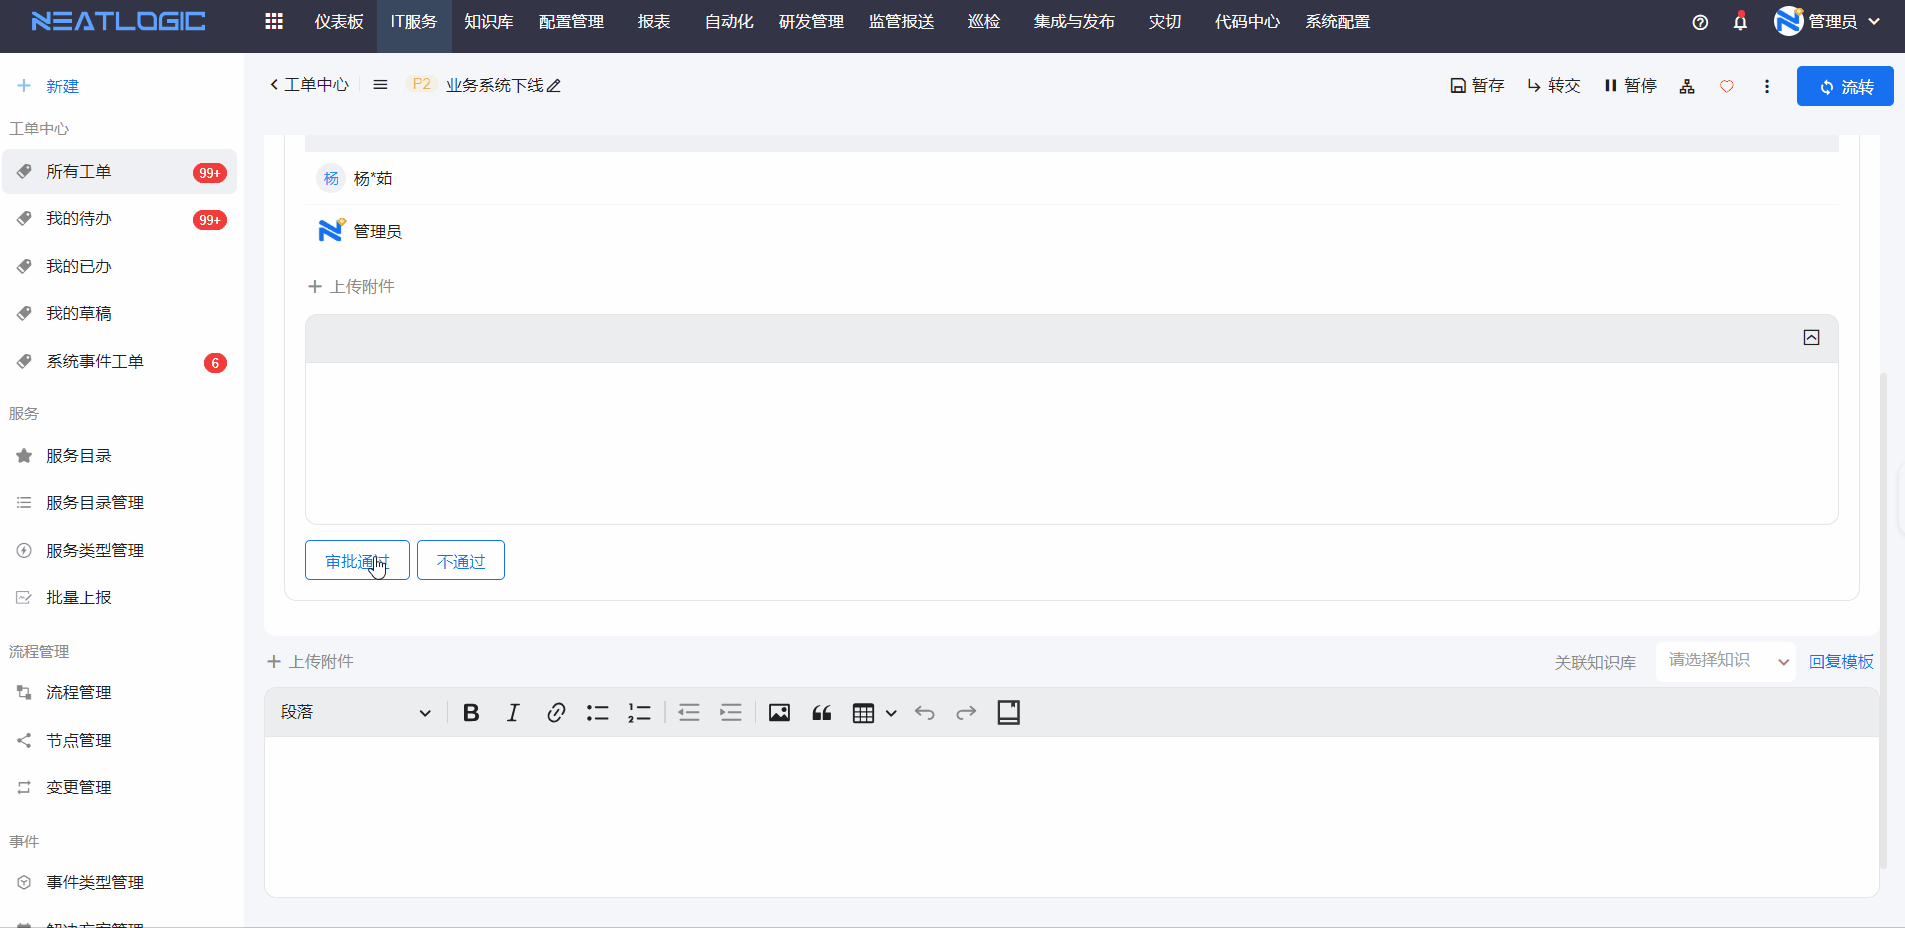 NEATLOGIC
仪表板 IT服务 知识库 配置管理 报表 自动化 研发管理 监管报送 巡检 集成与发布 灾切 代码中心 系统配置 管理员
新建
工单中心
所有工单 99+
我的待办 99+
我的已办
我的草稿
系统事件工单 6
服务
服务目录
服务目录管理
服务类型管理
批量上报
流程管理
流程管理
节点管理
变更管理
事件
事件类型管理
解决方案管理
工单中心 P2 业务系统下线 暂存 转交 暂停 流转
杨 杨*茹
管理员
上传附件
审批通过 不通过
上传附件 关联知识库 请选择知识 回复模板
段落